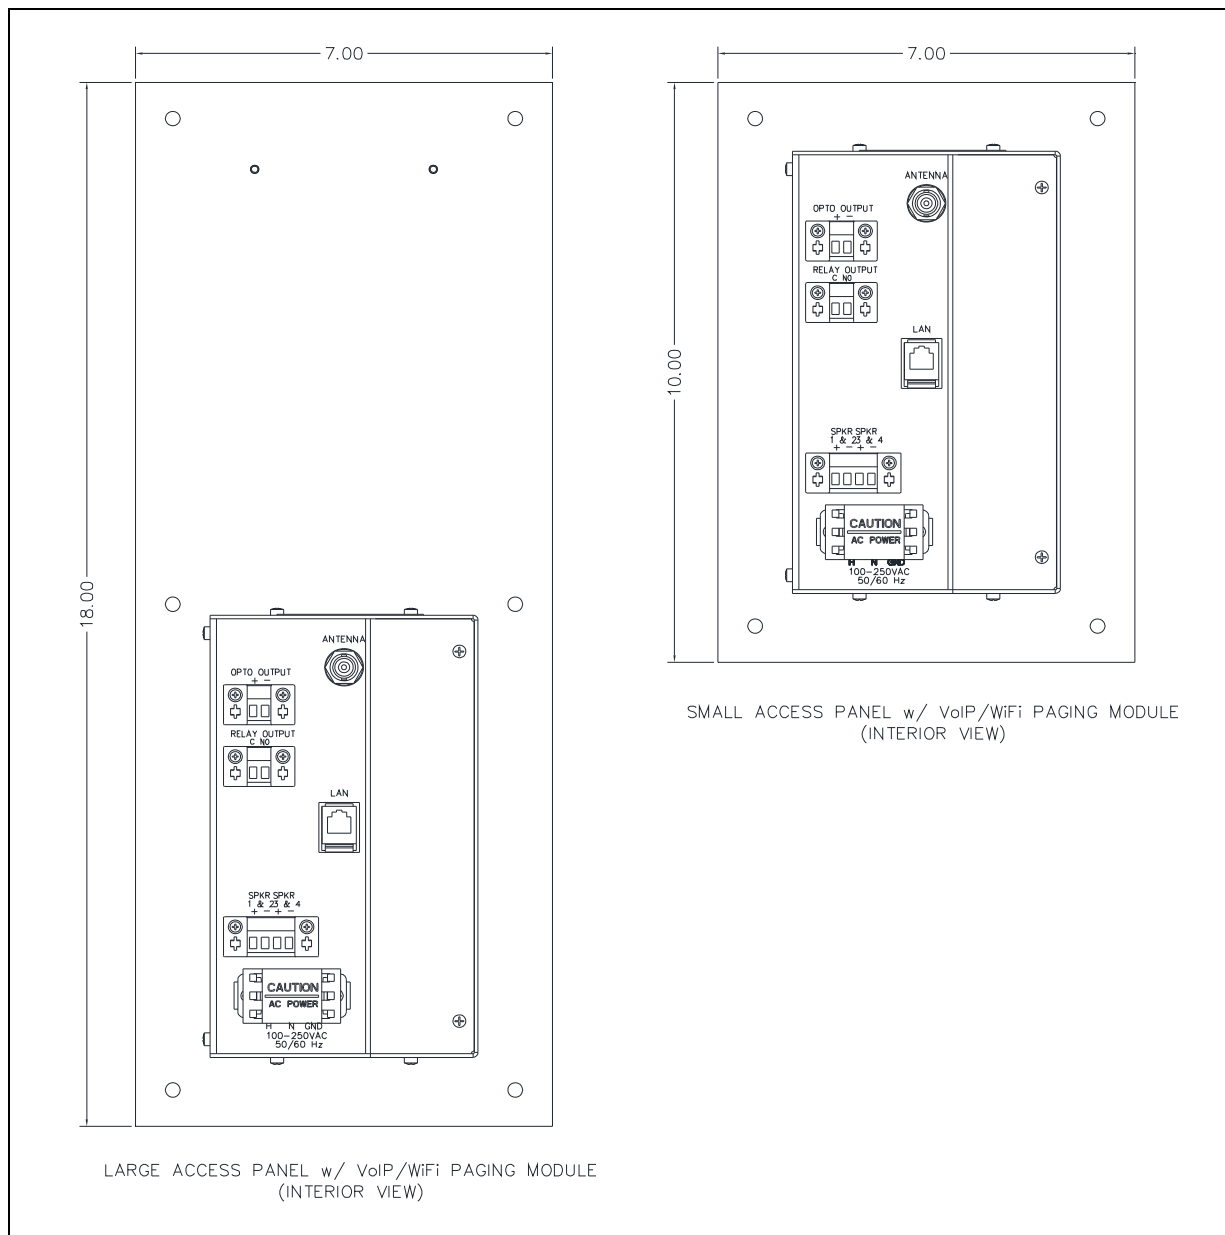 7.00
18.00
ANTENNA
OPTO OUTPUT
+ −
RELAY OUTPUT
C NO
LAN
SPKR SPKR
1 & 23 & 4
+ − + −
CAUTION
AC POWER
H N GND
100-250VAC
50/60 Hz
LARGE ACCESS PANEL w/ VoIP/WiFi PAGING MODULE
(INTERIOR VIEW)
7.00
10.00
ANTENNA
OPTO OUTPUT
+ −
RELAY OUTPUT
C NO
LAN
SPKR SPKR
1 & 23 & 4
+ − + −
CAUTION
AC POWER
H N GND
100-250VAC
50/60 Hz
SMALL ACCESS PANEL w/ VoIP/WiFi PAGING MODULE
(INTERIOR VIEW)